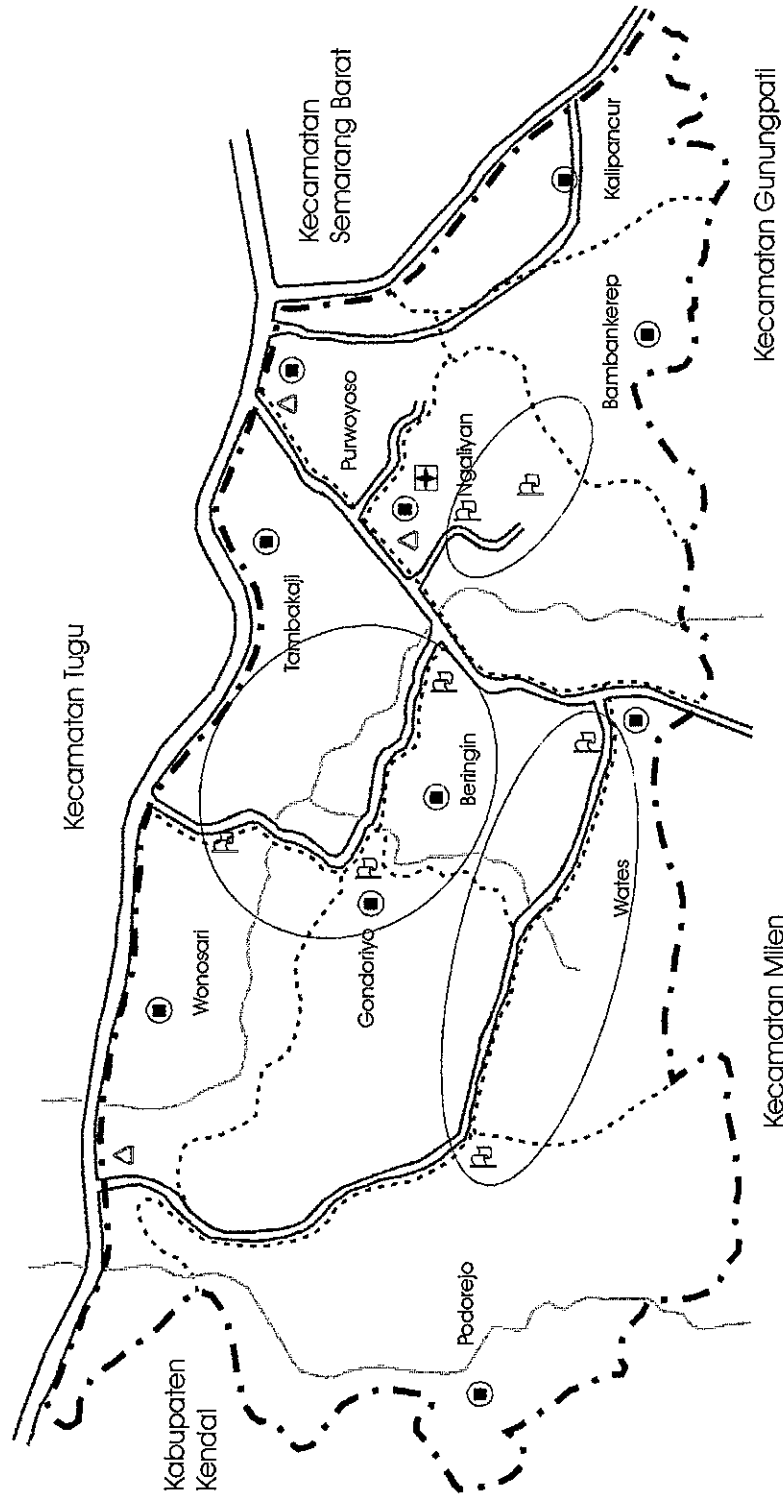 Kecamatan Tugu
Kecamatan
Semarang Barat
Kabupaten
Kendal
Wonosari
Tambakaji
Purwoyoso
Kalipancur
Gondoriyo
Beringin
Ngaliyan
Bambankerep
Podorejo
Wates
Kecamatan Mijen
Kecamatan Gunungpati